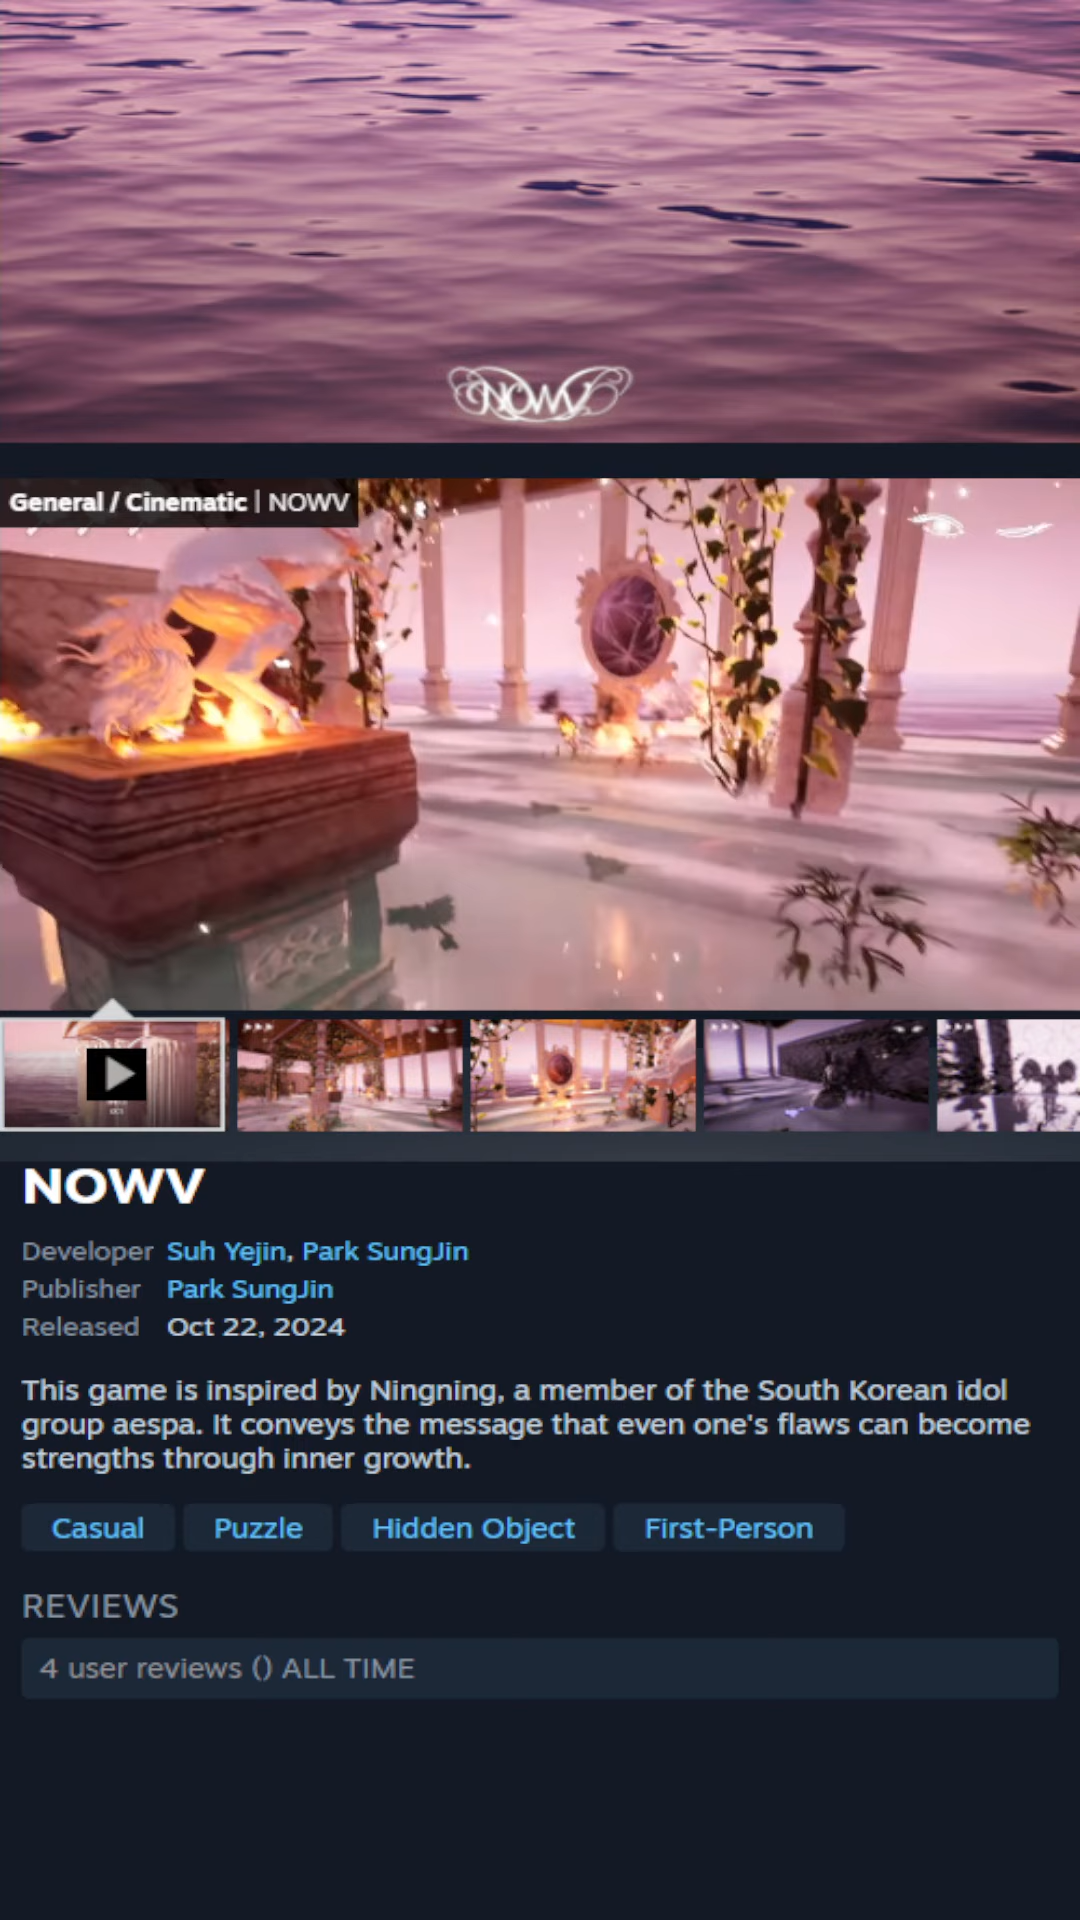 NOWV
General / Cinematic | NOWV
NOWV
Developer Suh Yejin, Park SungJin
Publisher Park SungJin
Released Oct 22, 2024
This game is inspired by Ningning, a member of the South Korean idol
group aespa. It conveys the message that even one's flaws can become
strengths through inner growth.
Casual Puzzle Hidden Object First-Person
REVIEWS
4 user reviews () ALL TIME